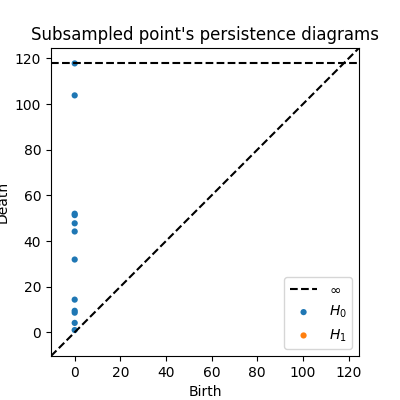 Subsampled point's persistence diagrams
120
100
80
60
40
20
0
Death
0 20 40 60 80 100 120
Birth
∞
H₀
H₁